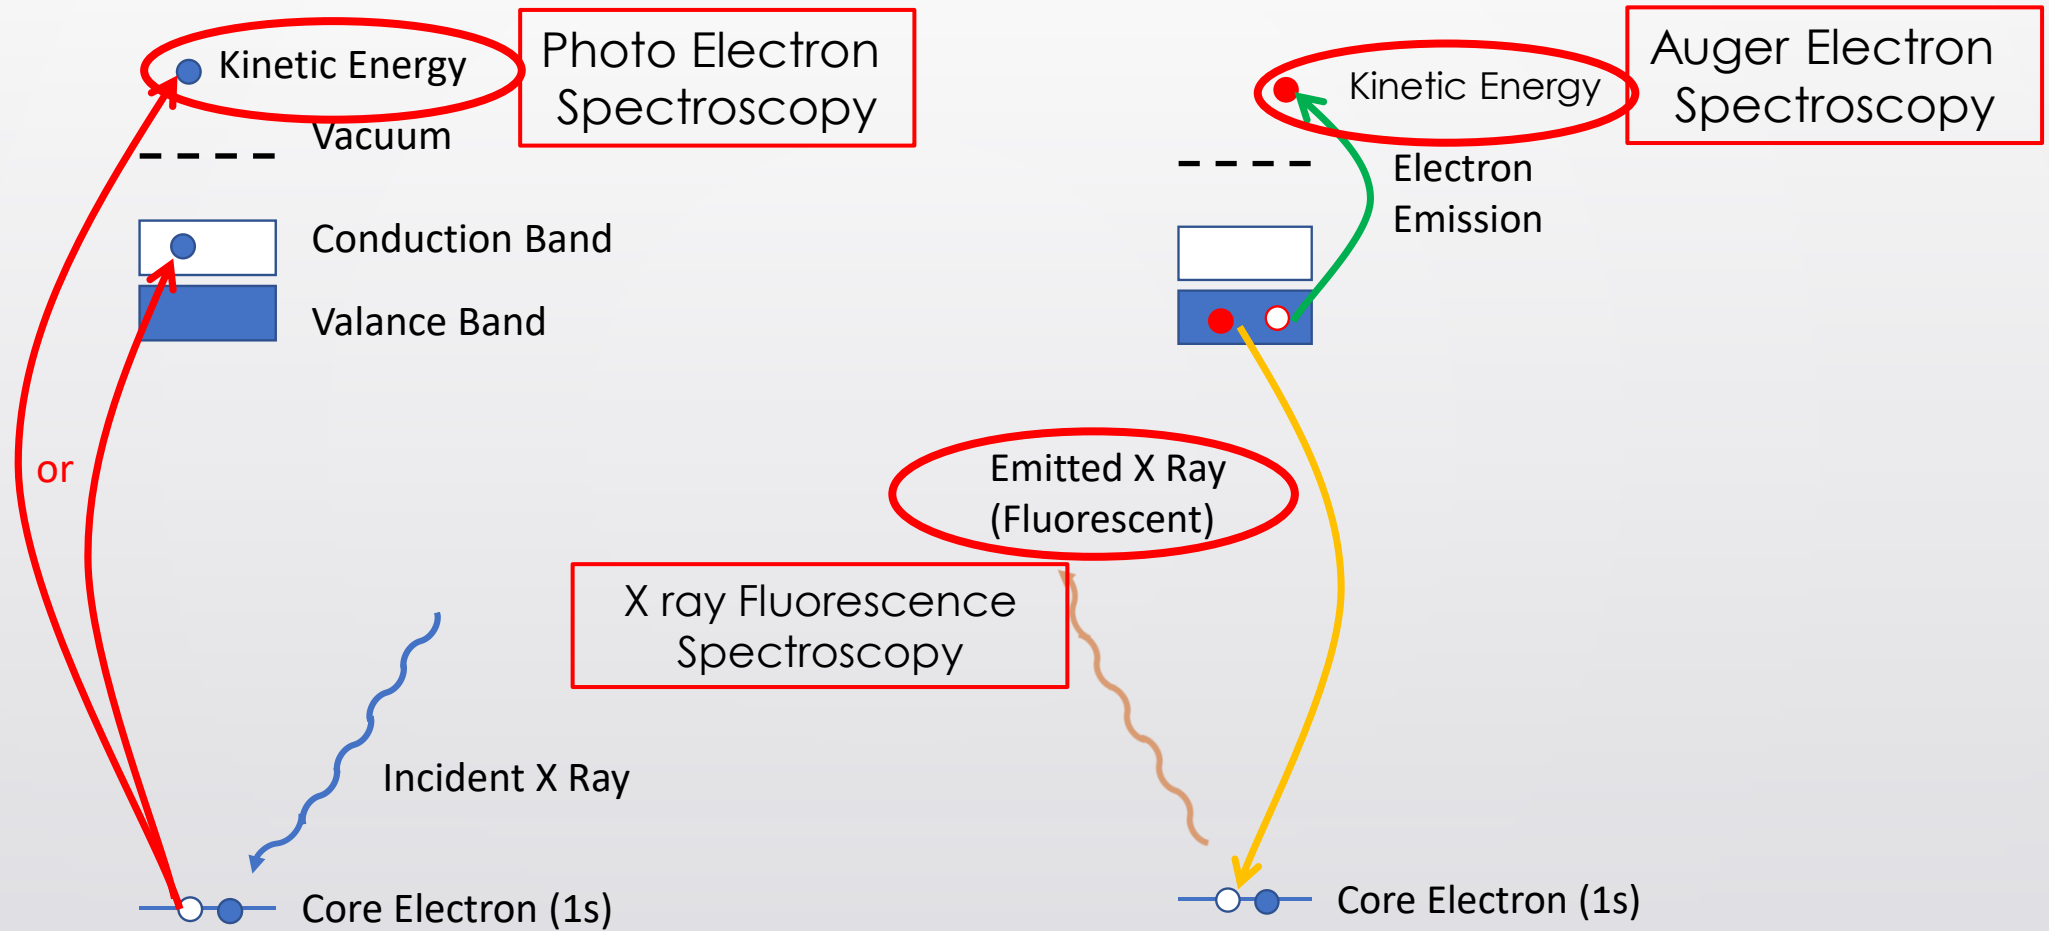 Kinetic Energy
Photo Electron
Spectroscopy
Vacuum
Conduction Band
Valance Band
or
Incident X Ray
Core Electron (1s)
Kinetic Energy
Auger Electron
Spectroscopy
Electron
Emission
Emitted X Ray
(Fluorescent)
X ray Fluorescence
Spectroscopy
Core Electron (1s)